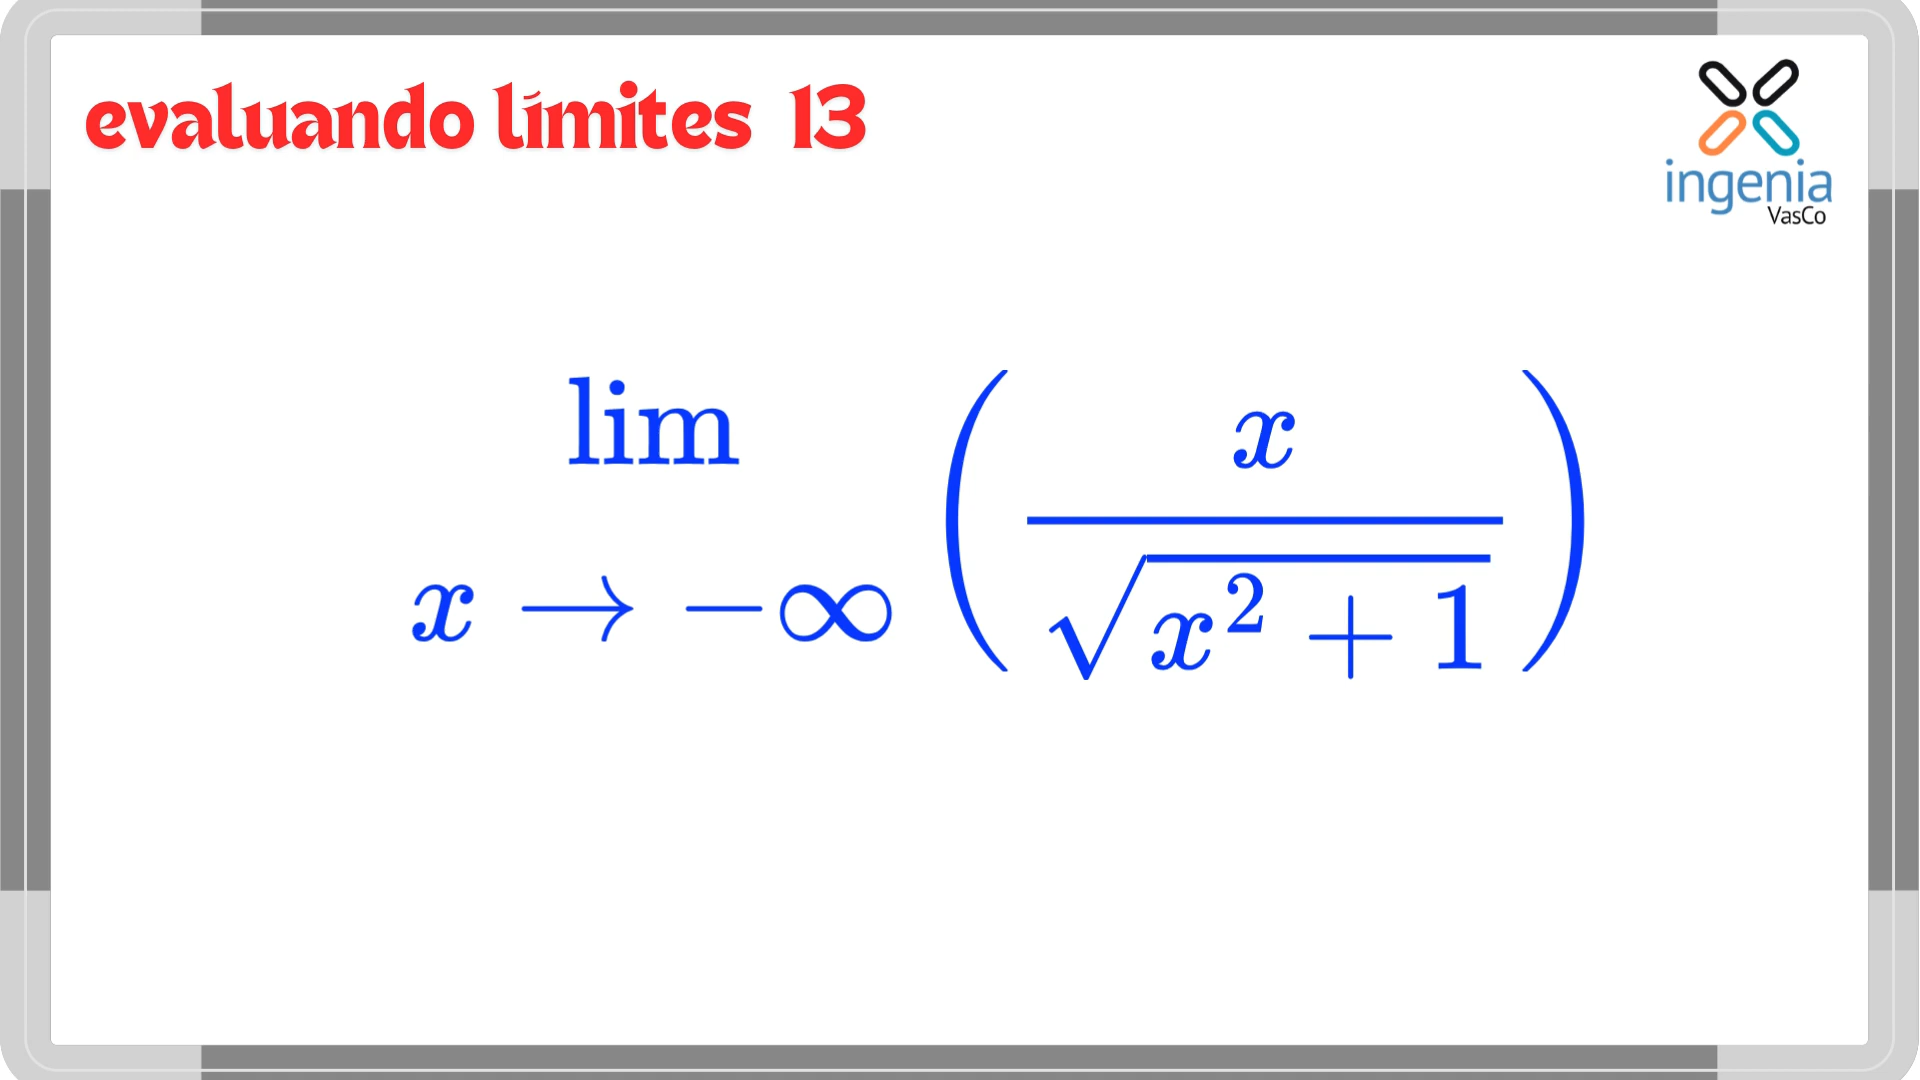 evaluando límites 13
ingenia
VasCo
lim x → −∞ ( x / √(x² + 1) )